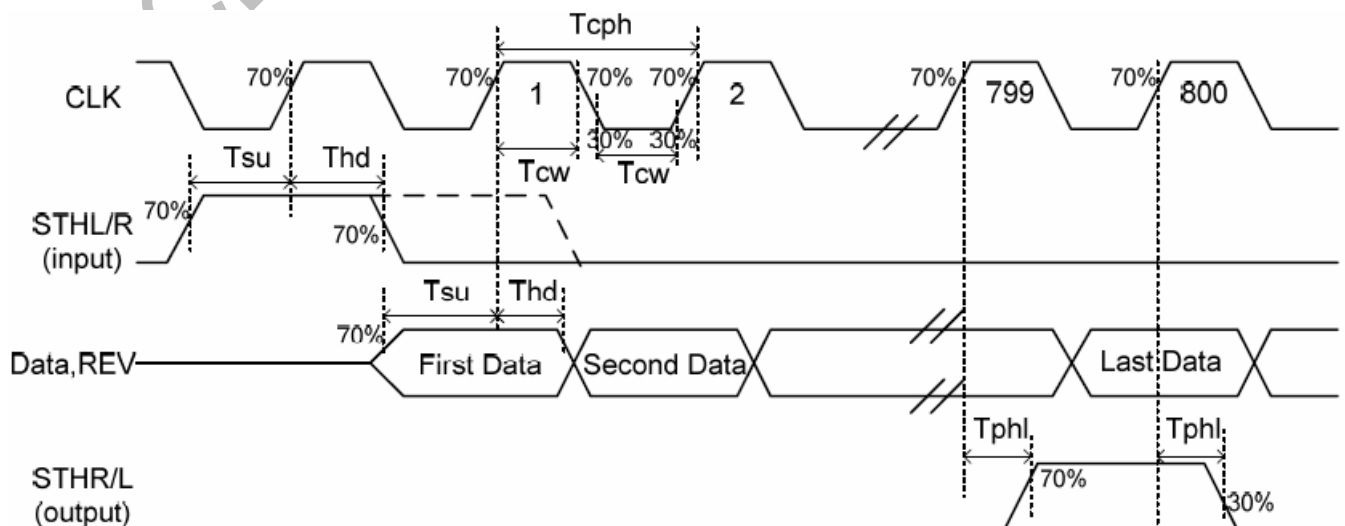 Tcph
CLK
70%
70%
1
70%
70%
2
70%
799
70%
800
30%
30%
Tsu
Thd
Tcw
Tcw
STHL/R
(input)
70%
70%
Tsu
Thd
70%
Data,REV
First Data
Second Data
Last Data
Tphl
Tphl
STHR/L
(output)
70%
30%